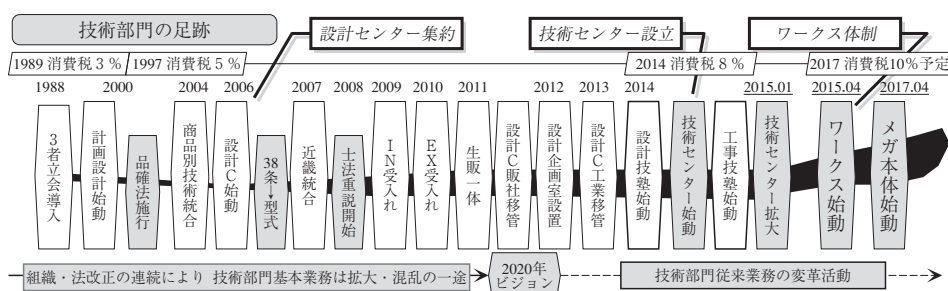 技術部門の足跡
設計センター集約
技術センター設立
ワークス体制
1989 消費税 3 %
1997 消費税 5 %
2014 消費税 8 %
2017 消費税10%予定
1988
2000
2004
2006
2007
2008
2009
2010
2011
2012
2013
2014
2015.01
2015.04
2017.04
3者立会導入
計画設計始動
品確法施行
商品別技術統合
設計C始動
38条→型式
近畿統合
士法重説開始
IN受入れ
EX受入れ
生販一体
設計C販社移管
設計企画室設置
設計C工業移管
設計技塾始動
技術センター始動
工事技塾始動
技術センター拡大
ワークス始動
メガ本体始動
組織・法改正の連続により 技術部門基本業務は拡大・混乱の一途
2020年
ビジョン
技術部門従来業務の変革活動